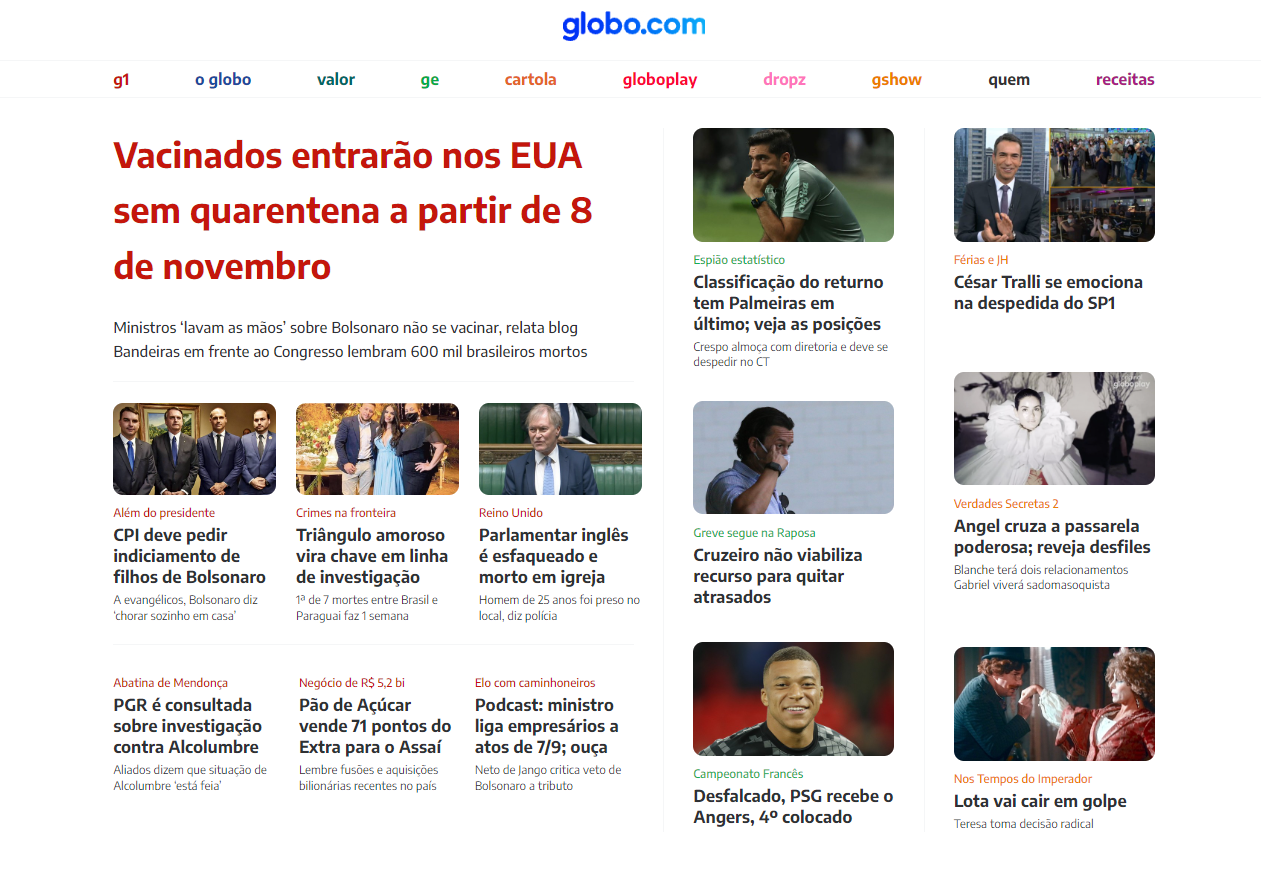 globo.com
g1
o globo
valor
ge
cartola
globoplay
dropz
gshow
quem
receitas
Vacinados entrarão nos EUA
sem quarentena a partir de 8
de novembro
Ministros ‘lavam as mãos’ sobre Bolsonaro não se vacinar, relata blog
Bandeiras em frente ao Congresso lembram 600 mil brasileiros mortos
Além do presidente
CPI deve pedir
indiciamento de
filhos de Bolsonaro
A evangélicos, Bolsonaro diz
‘chorar sozinho em casa’
Crimes na fronteira
Triângulo amoroso
vira chave em linha
de investigação
1ª de 7 mortes entre Brasil e
Paraguai faz 1 semana
Reino Unido
Parlamentar inglês
é esfaqueado e
morto em igreja
Homem de 25 anos foi preso no
local, diz polícia
Abatina de Mendonça
PGR é consultada
sobre investigação
contra Alcolumbre
Aliados dizem que situação de
Alcolumbre ‘está feia’
Negócio de R$ 5,2 bi
Pão de Açúcar
vende 71 pontos do
Extra para o Assaí
Lembre fusões e aquisições
bilionárias recentes no país
Elo com caminhoneiros
Podcast: ministro
liga empresários a
atos de 7/9; ouça
Neto de Jango critica veto de
Bolsonaro a tributo
Espião estatístico
Classificação do returno
tem Palmeiras em
último; veja as posições
Crespo almoça com diretoria e deve se
despedir no CT
Greve segue na Raposa
Cruzeiro não viabiliza
recurso para quitar
atrasados
Campeonato Francês
Desfalcado, PSG recebe o
Angers, 4º colocado
Férias e JH
César Tralli se emociona
na despedida do SP1
globoplay
Verdades Secretas 2
Angel cruza a passarela
poderosa; reveja desfiles
Blanche terá dois relacionamentos
Gabriel viverá sadomasoquista
Nos Tempos do Imperador
Lota vai cair em golpe
Teresa toma decisão radical